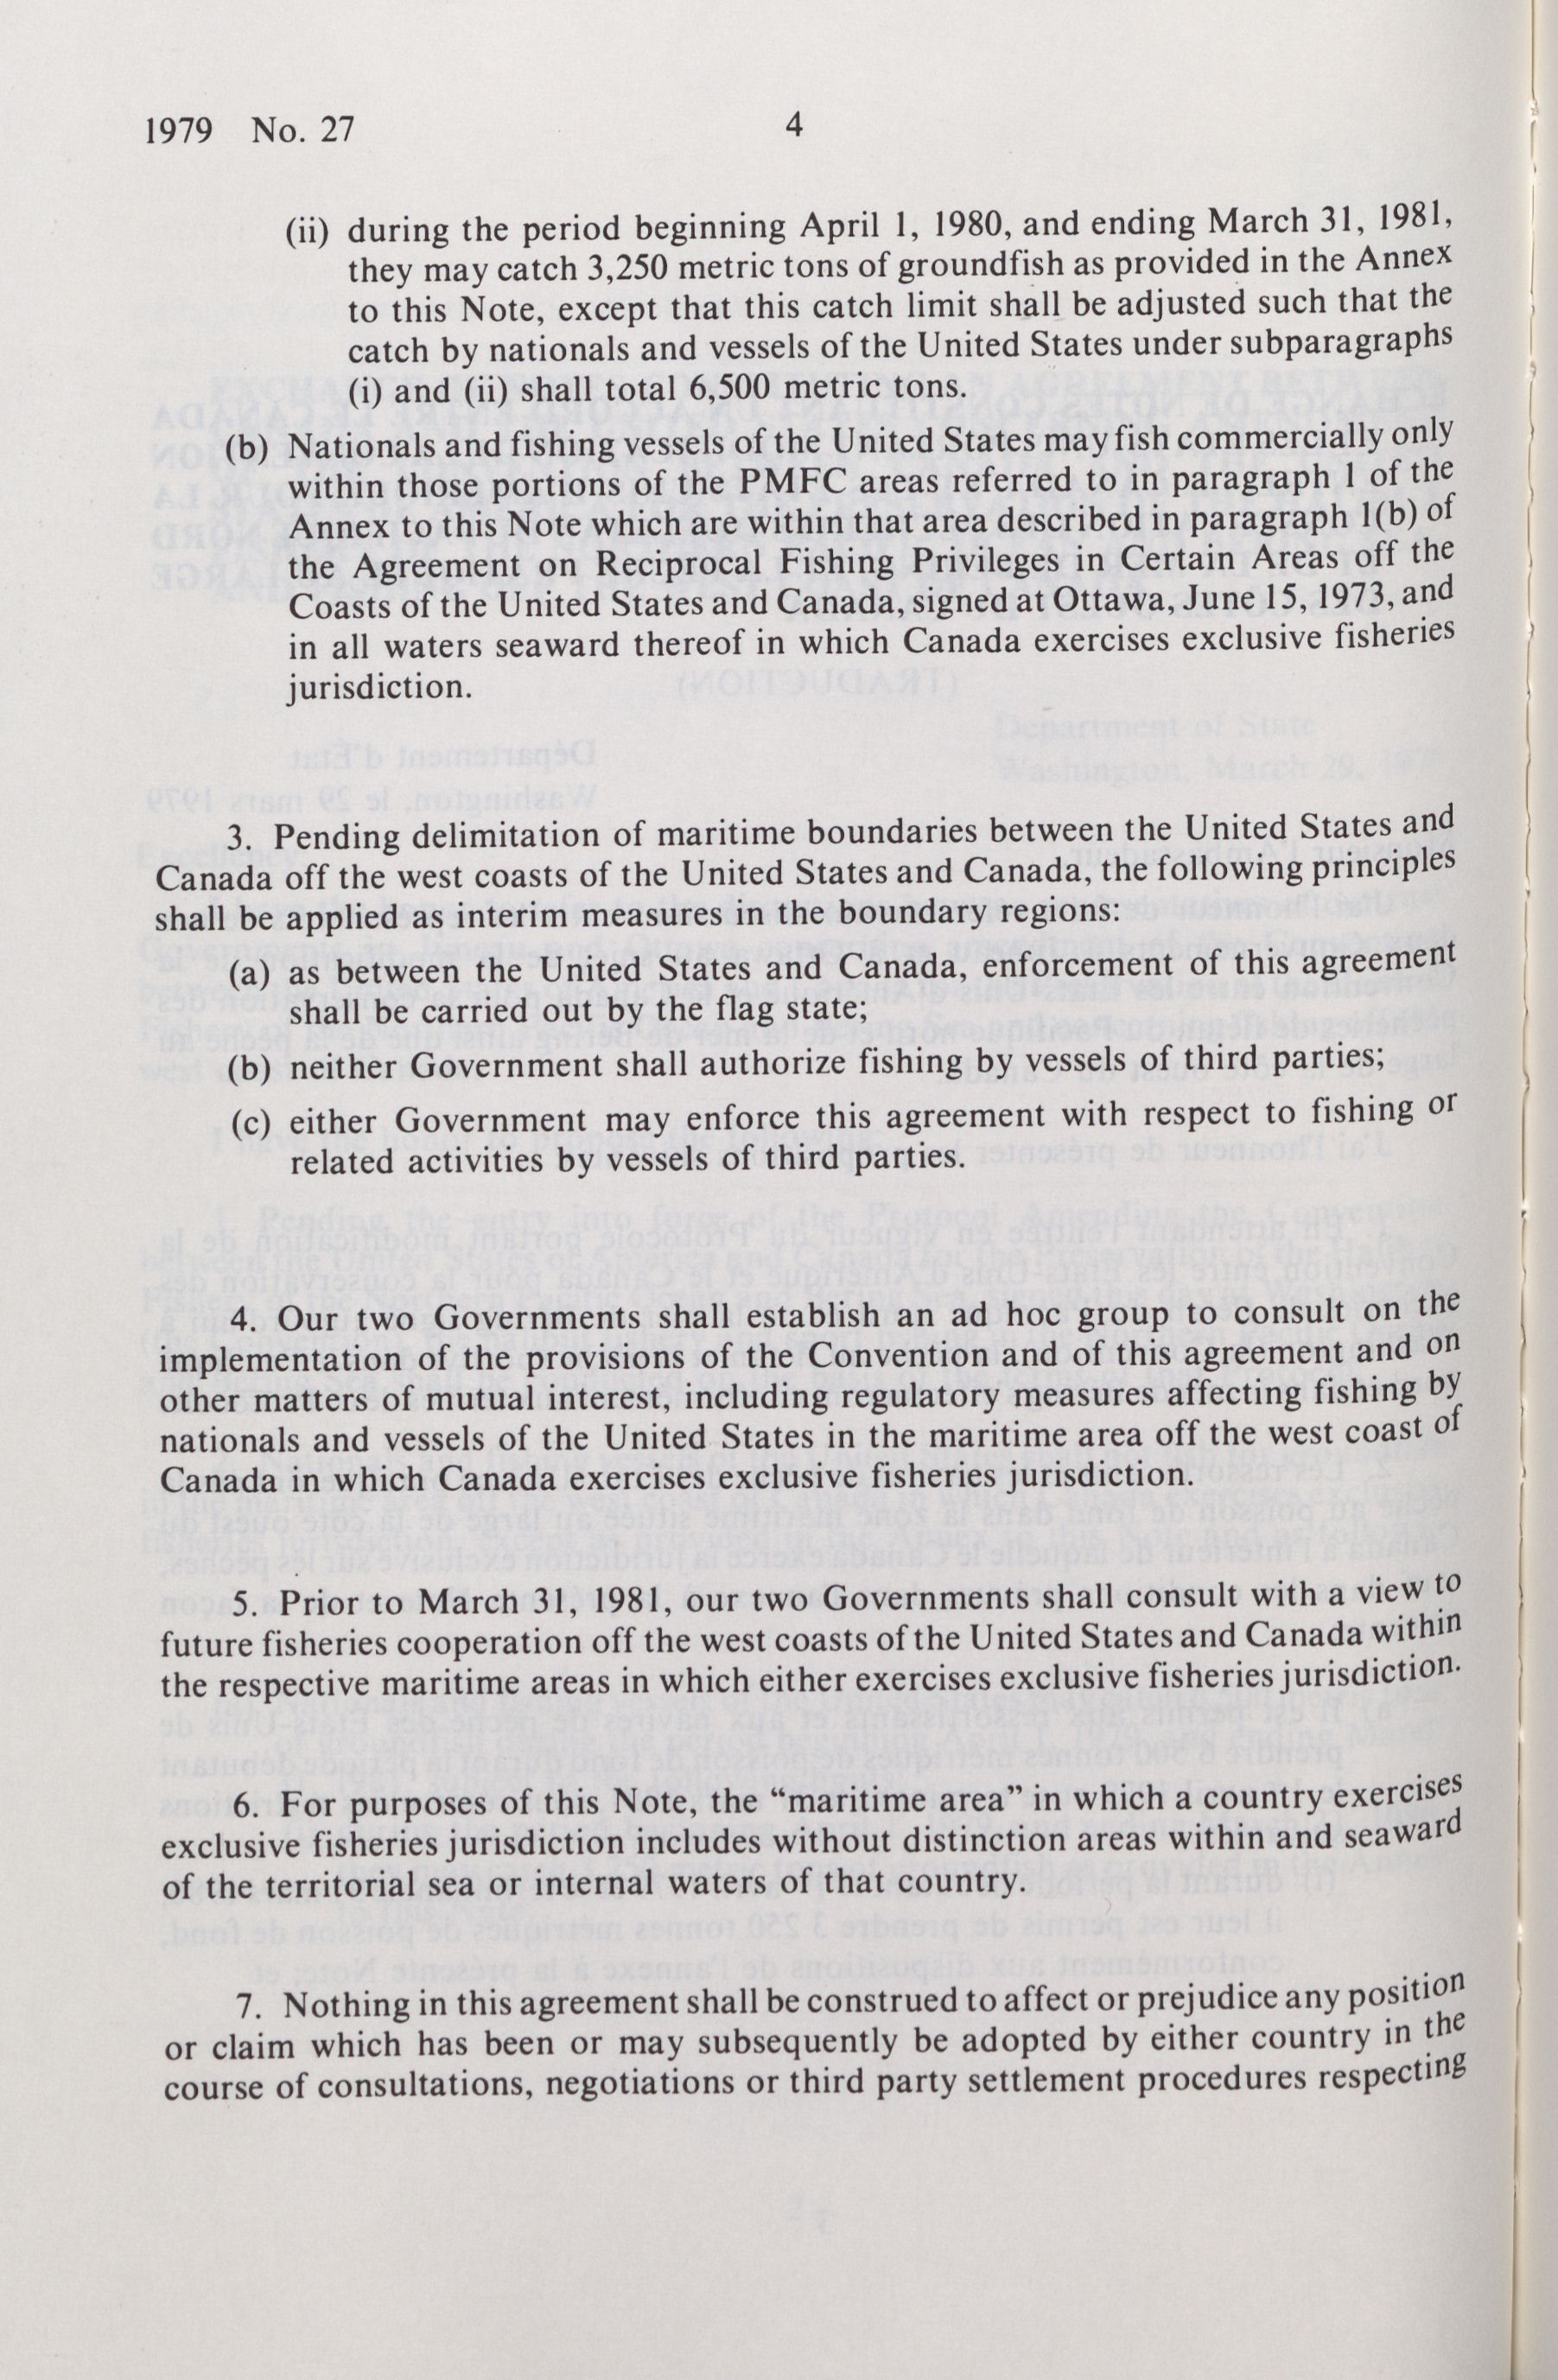 1979 No. 27
4
(ii) during the period beginning April 1, 1980, and ending March 31, 1981,
they may catch 3,250 metric tons of groundfish as provided in the Annex
to this Note, except that this catch limit shall be adjusted such that the
catch by nationals and vessels of the United States under subparagraphs
(i) and (ii) shall total 6,500 metric tons.
(b) Nationals and fishing vessels of the United States may fish commercially only
within those portions of the PMFC areas referred to in paragraph 1 of the
Annex to this Note which are within that area described in paragraph 1(b) of
the Agreement on Reciprocal Fishing Privileges in Certain Areas off the
Coasts of the United States and Canada, signed at Ottawa, June 15, 1973, and
in all waters seaward thereof in which Canada exercises exclusive fisheries
jurisdiction.
3. Pending delimitation of maritime boundaries between the United States and
Canada off the west coasts of the United States and Canada, the following principles
shall be applied as interim measures in the boundary regions:
(a) as between the United States and Canada, enforcement of this agreement
shall be carried out by the flag state;
(b) neither Government shall authorize fishing by vessels of third parties;
(c) either Government may enforce this agreement with respect to fishing or
related activities by vessels of third parties.
4. Our two Governments shall establish an ad hoc group to consult on the
implementation of the provisions of the Convention and of this agreement and on
other matters of mutual interest, including regulatory measures affecting fishing by
nationals and vessels of the United States in the maritime area off the west coast of
Canada in which Canada exercises exclusive fisheries jurisdiction.
5. Prior to March 31, 1981, our two Governments shall consult with a view to
future fisheries cooperation off the west coasts of the United States and Canada within
the respective maritime areas in which either exercises exclusive fisheries jurisdiction.
6. For purposes of this Note, the “maritime area” in which a country exercises
exclusive fisheries jurisdiction includes without distinction areas within and seaward
of the territorial sea or internal waters of that country.
7. Nothing in this agreement shall be construed to affect or prejudice any position
or claim which has been or may subsequently be adopted by either country in the
course of consultations, negotiations or third party settlement procedures respecting